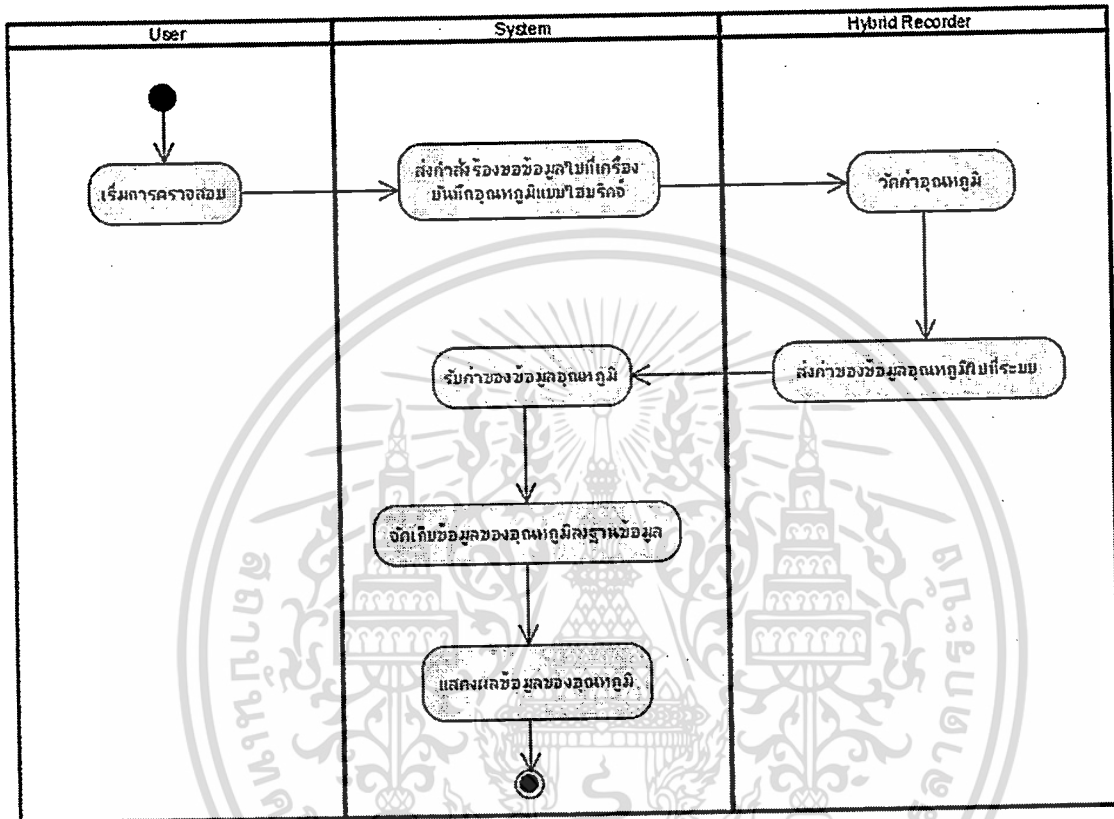 User
System
Hybrid Recorder
เริ่มการตรวจสอบ
ส่งคำสั่งร้องขอข้อมูลไปที่เครื่อง
บันทึกอุณหภูมิแบบไฮบริดจ์
วัดค่าอุณหภูมิ
ส่งค่าของข้อมูลอุณหภูมิไปที่ระบบ
รับค่าของข้อมูลอุณหภูมิ
จัดเก็บข้อมูลของอุณหภูมิลงฐานข้อมูล
แสดงผลข้อมูลของอุณหภูมิ